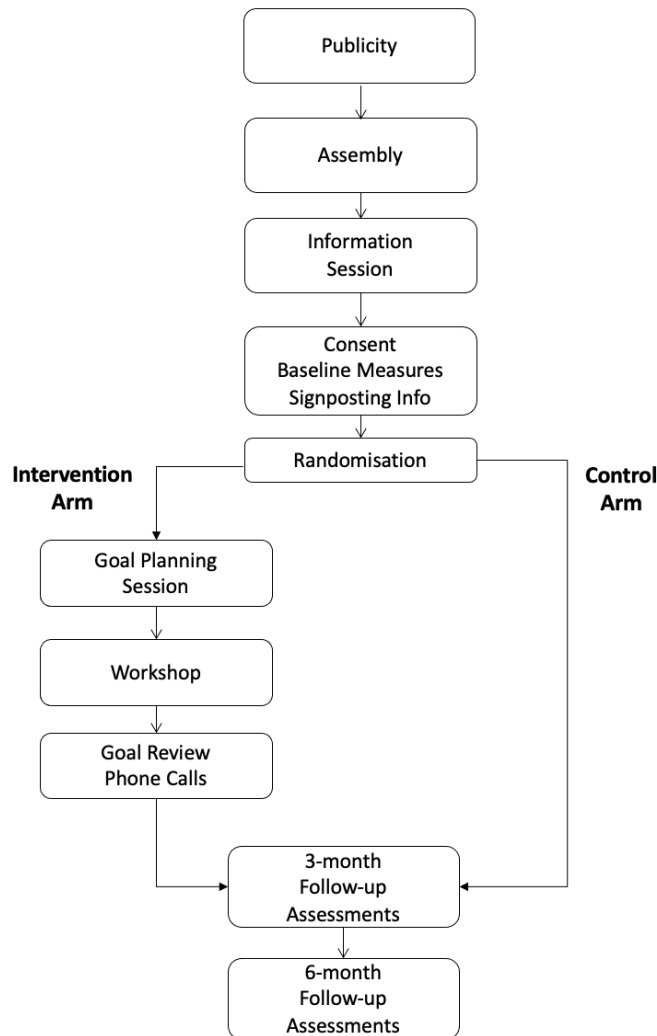 Publicity
Assembly
Information
Session
Consent
Baseline Measures
Signposting Info
Randomisation
Intervention
Arm
Control
Arm
Goal Planning
Session
Workshop
Goal Review
Phone Calls
3-month
Follow-up
Assessments
6-month
Follow-up
Assessments